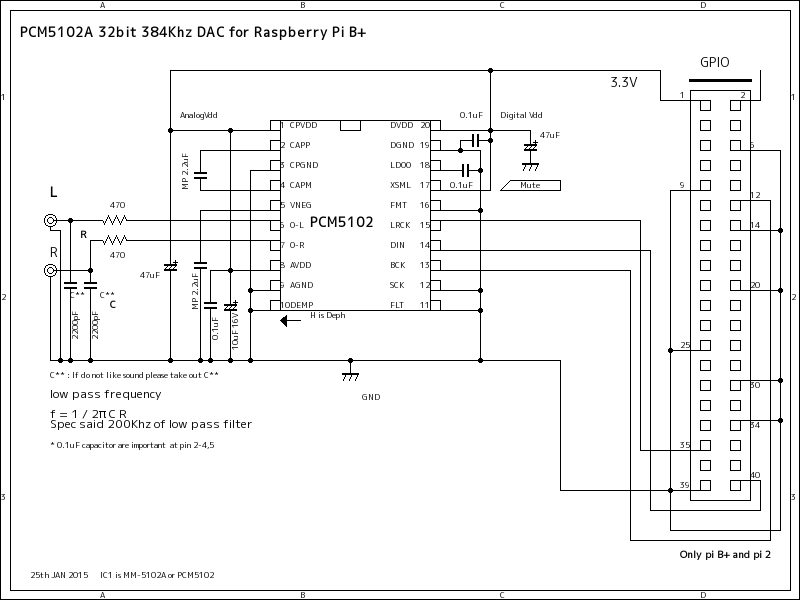 A B C D
PCM5102A 32bit 384Khz DAC for Raspberry Pi B+
GPIO
3.3V
1 1 2 1
AnalogVdd 0.1uF Digital Vdd
1 CPVDD DVDD 20
47uF
2 CAPP DGND 19 6
MP 2.2uF
3 CPGND LDOO 18
4 CAPM XSML 17 0.1uF Mute 9
L
5 VNEG FMT 16 12
470
6 O-L PCM5102 LRCK 15 14
R
7 O-R DIN 14
R 470
8 AVDD BCK 13
47uF MP 2.2uF
9 AGND SCK 12 20
2 C** C** 2
C
10DEMP FLT 11
2200pF 2200pF 0.1uF 10uF 16V
H is Deph
25
C** : If do not like sound please take out C**
30
low pass frequency
GND
f = 1 / 2πC R
Spec said 200Khz of low pass filter 34
* 0.1uF capacitor are important at pin 2-4,5 35
40
39
3 3
Only pi B+ and pi 2
25th JAN 2015 IC1 is MM-5102A or PCM5102
A B C D